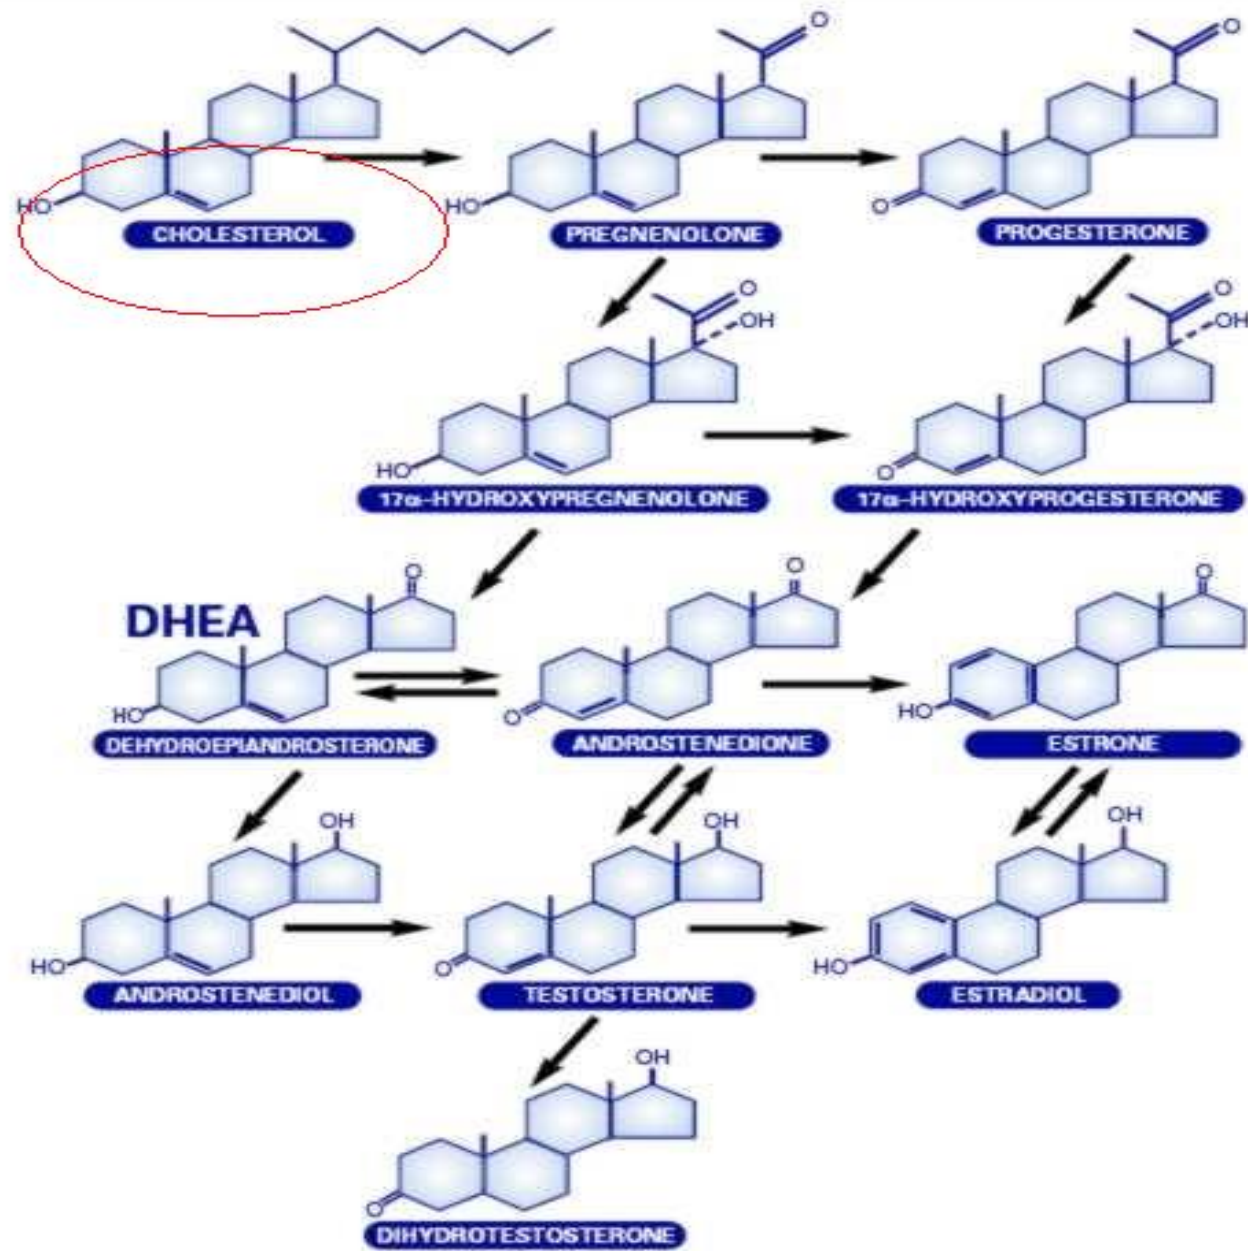 O
O
HO
HO
O
CHOLESTEROL
PREGNENOLONE
PROGESTERONE
O
OH
O
OH
HO
O
17α-HYDROXYPREGNENOLONE
17α-HYDROXYPROGESTERONE
O
O
O
DHEA
HO
O
HO
DEHYDROEPIANDROSTERONE
ANDROSTENEDIONE
ESTRONE
OH
OH
OH
HO
O
HO
ANDROSTENEDIOL
TESTOSTERONE
ESTRADIOL
OH
O
DIHYDROTESTOSTERONE